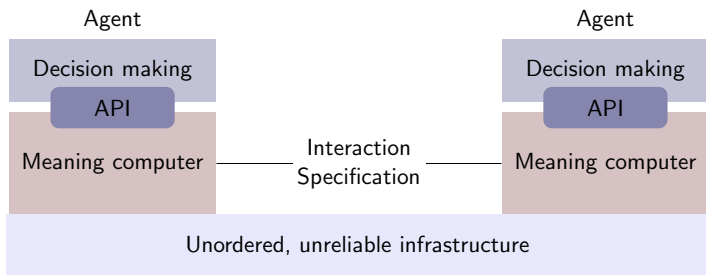 Agent
Agent
Decision making
Decision making
API
API
Interaction
Meaning computer
Specification
Meaning computer
Unordered, unreliable infrastructure